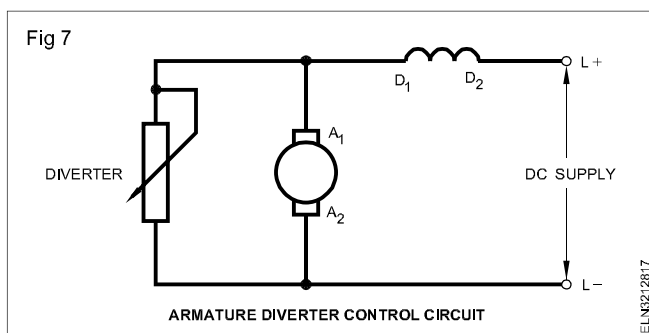 Fig 7
L+
D1 D2
A1
DIVERTER
DC SUPPLY
A2
L–
ARMATURE DIVERTER CONTROL CIRCUIT
ELN3212817